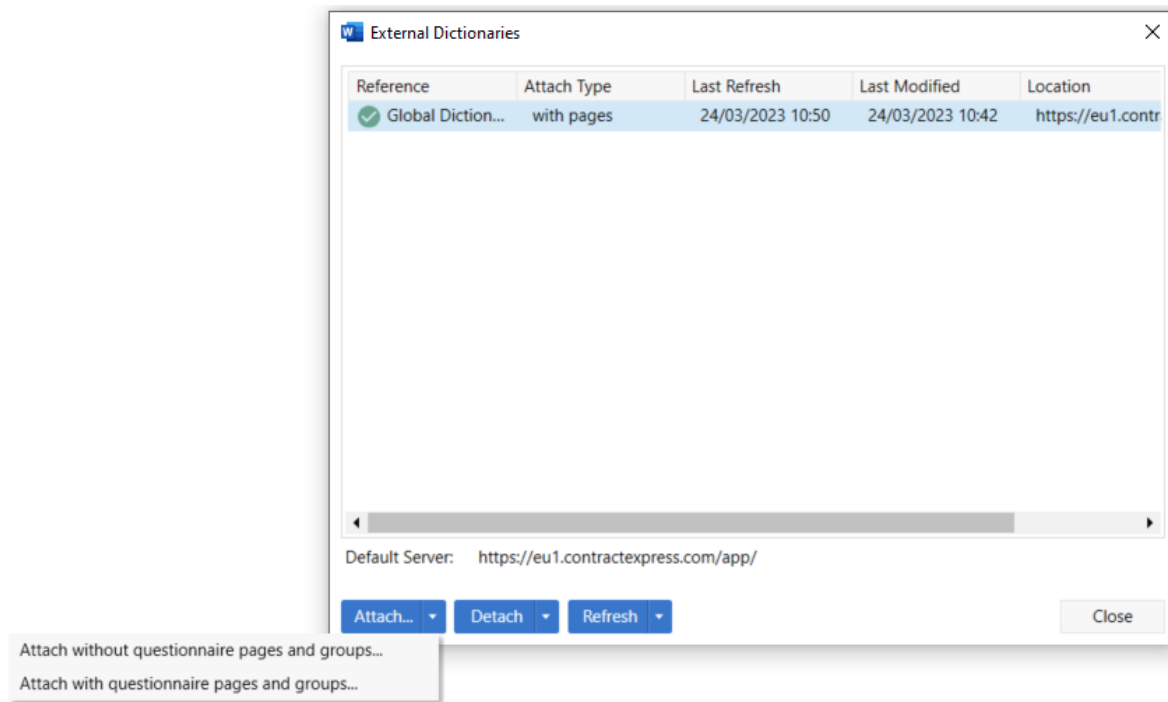 External Dictionaries
Reference Attach Type Last Refresh Last Modified Location
Global Diction... with pages 24/03/2023 10:50 24/03/2023 10:42 https://eu1.contr
Default Server: https://eu1.contractexpress.com/app/
Attach... Detach Refresh Close
Attach without questionnaire pages and groups...
Attach with questionnaire pages and groups...